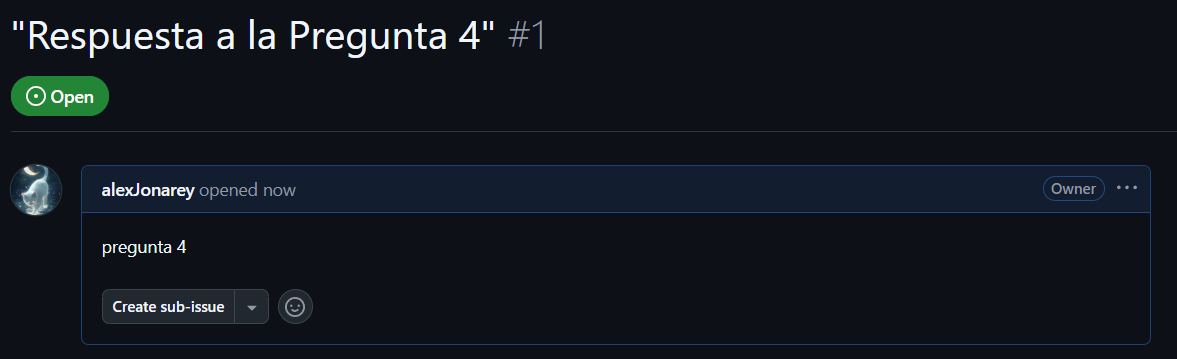 "Respuesta a la Pregunta 4" #1
Open
alexJonarey opened now
Owner
pregunta 4
Create sub-issue